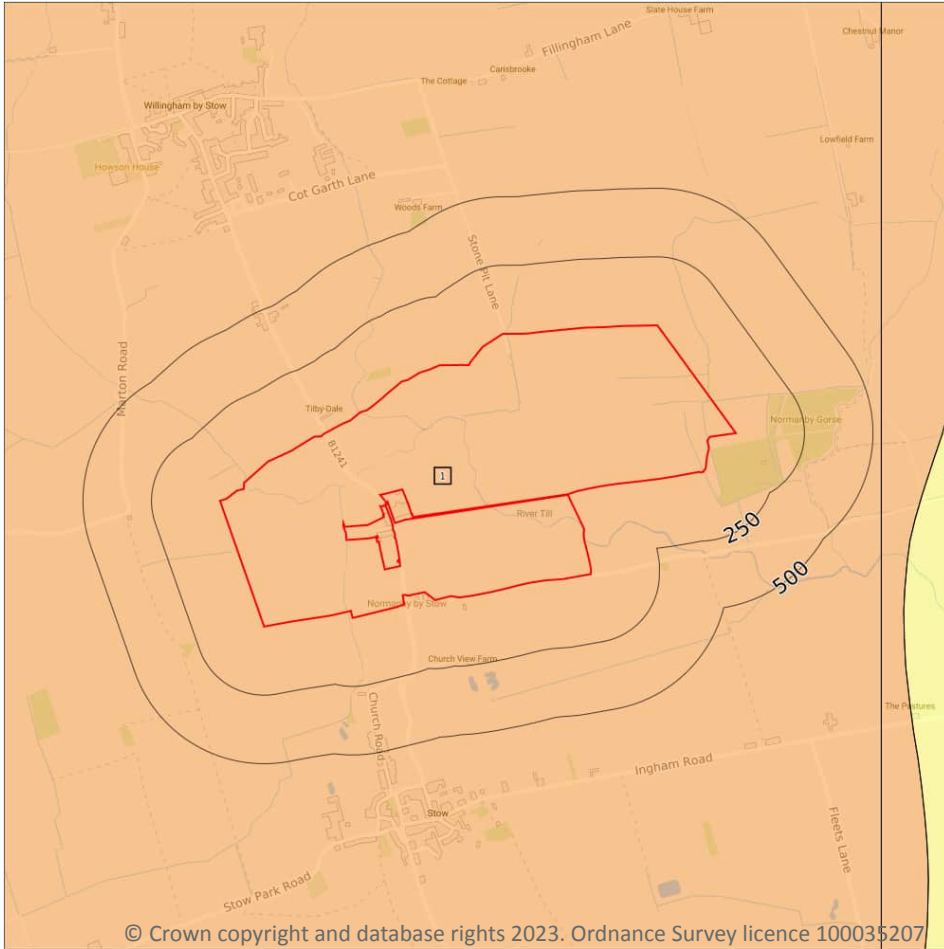 Slate House Farm
Chestnut Manor
Fillingham Lane
Carisbrooke
The Cottage
Willingham by Stow
Lowfield Farm
Howson House
Cot Garth Lane
Woods Farm
Stone Pit Lane
Marton Road
Tilby Dale
Normanby Gorse
B1241
1
River Till
250
500
Normanby by Stow
Church View Farm
The Pastures
Church Road
Ingham Road
Stow
Fleets Lane
Stow Park Road
© Crown copyright and database rights 2023. Ordnance Survey licence 100035207.